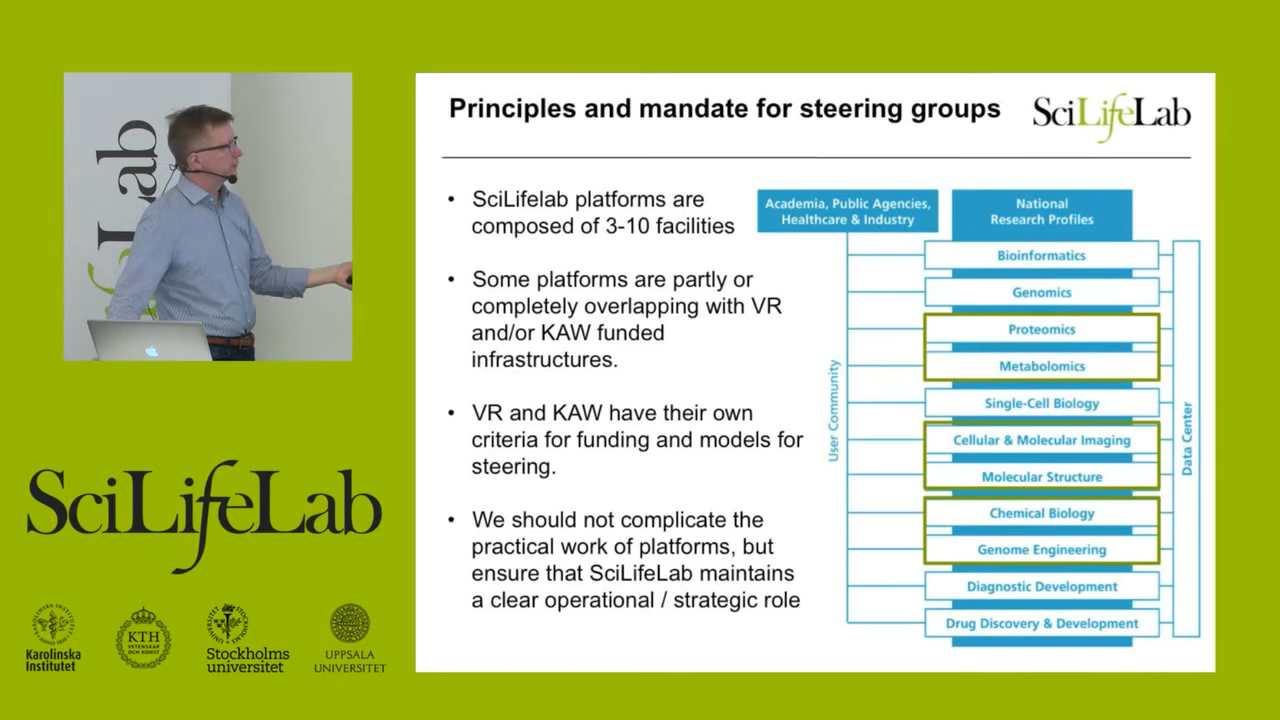 Lab
Principles and mandate for steering groups
SciLifeLab
• SciLifelab platforms are
composed of 3-10 facilities
• Some platforms are partly or
completely overlapping with VR
and/or KAW funded
infrastructures.
• VR and KAW have their own
criteria for funding and models for
steering.
• We should not complicate the
practical work of platforms, but
ensure that SciLifeLab maintains
a clear operational / strategic role
Academia, Public Agencies,
Healthcare & Industry
National
Research Profiles
User Community
Bioinformatics
Genomics
Proteomics
Metabolomics
Single-Cell Biology
Cellular & Molecular Imaging
Molecular Structure
Chemical Biology
Genome Engineering
Diagnostic Development
Drug Discovery & Development
Data Center
SciLifeLab
Karolinska
Institutet
KTH
VETENSKAP
OCH KONST
Stockholms
universitet
UPPSALA
UNIVERSITET